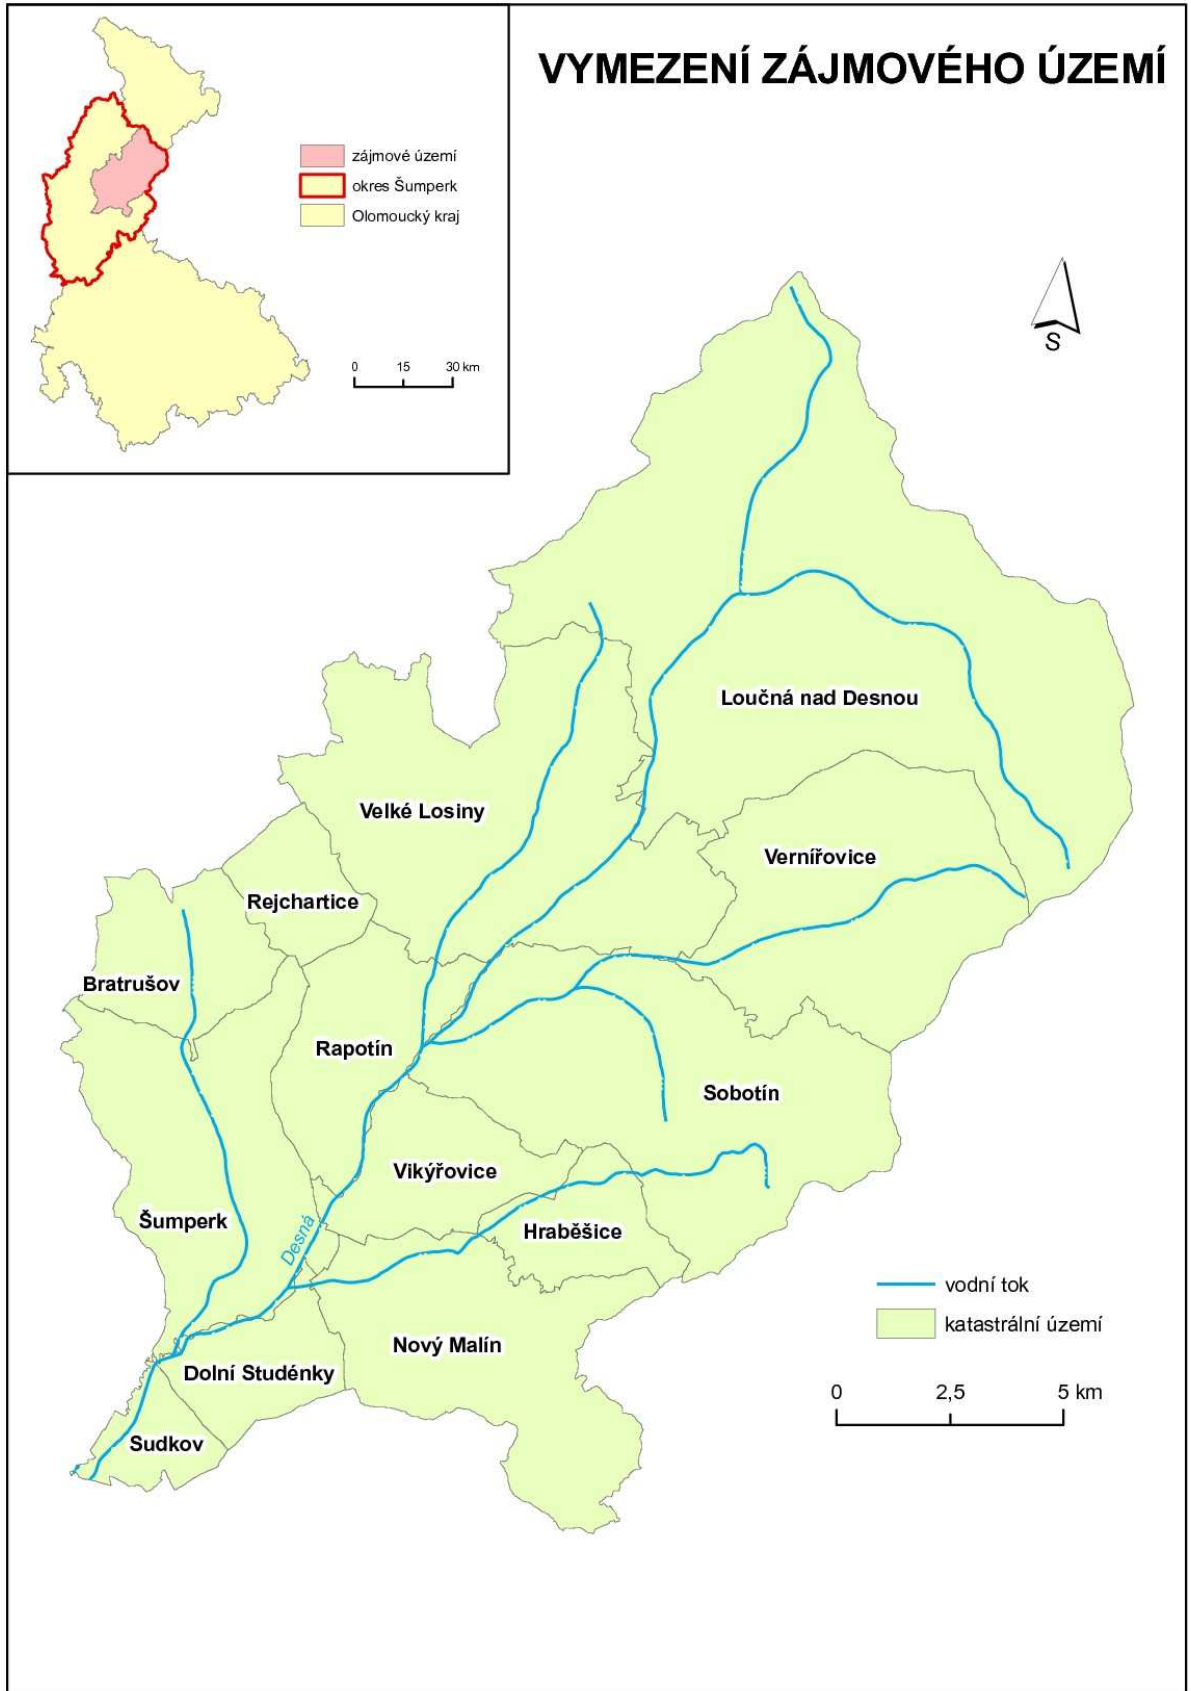 VYMEZENÍ ZÁJMOVÉHO ÚZEMÍ
zájmové území
okres Šumperk
Olomoucký kraj
0 15 30 km
S
Loučná nad Desnou
Velké Losiny
Vernířovice
Rejchartice
Bratrušov
Rapotín
Sobotín
Vikýřovice
Šumperk
Hraběšice
Desná
vodní tok
katastrální území
Nový Malín
Dolní Studénky
0 2,5 5 km
Sudkov